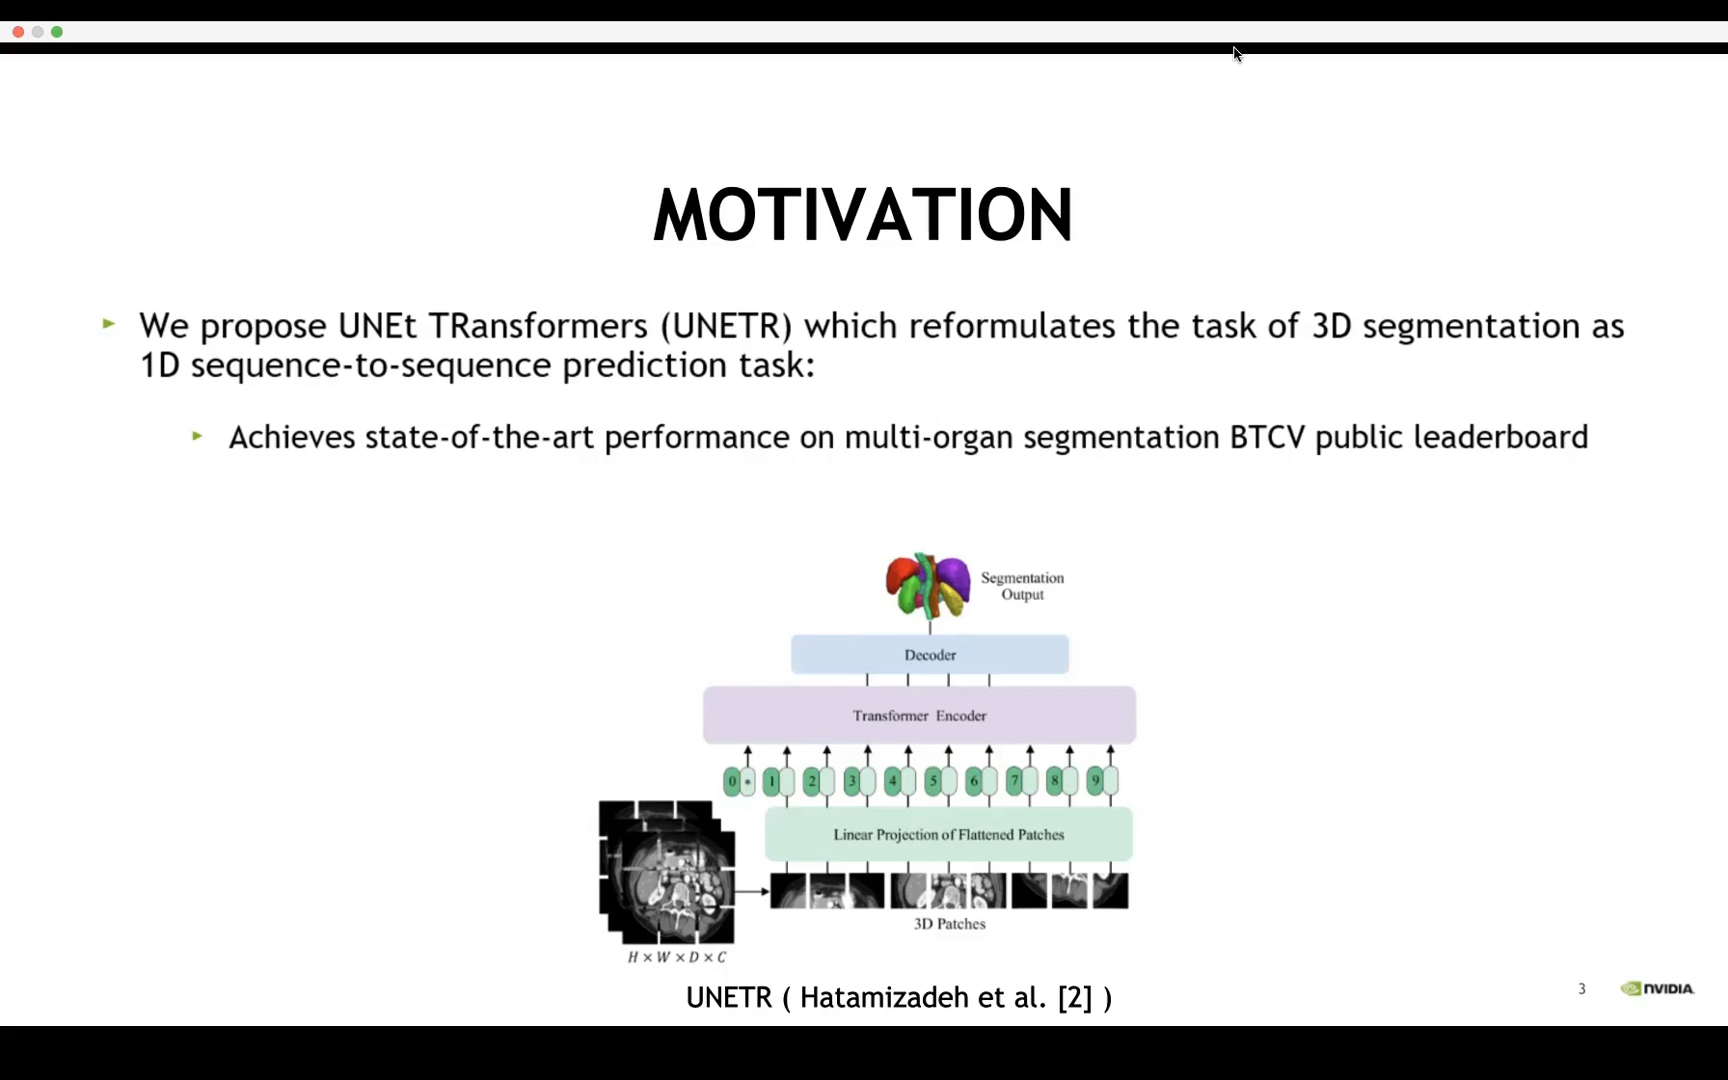 MOTIVATION
We propose UNEt TRansformers (UNETR) which reformulates the task of 3D segmentation as
1D sequence-to-sequence prediction task:
Achieves state-of-the-art performance on multi-organ segmentation BTCV public leaderboard
Segmentation
Output
Decoder
Transformer Encoder
0 * 1 2 3 4 5 6 7 8 9
Linear Projection of Flattened Patches
3D Patches
H × W × D × C
UNETR ( Hatamizadeh et al. [2] )
3
NVIDIA.